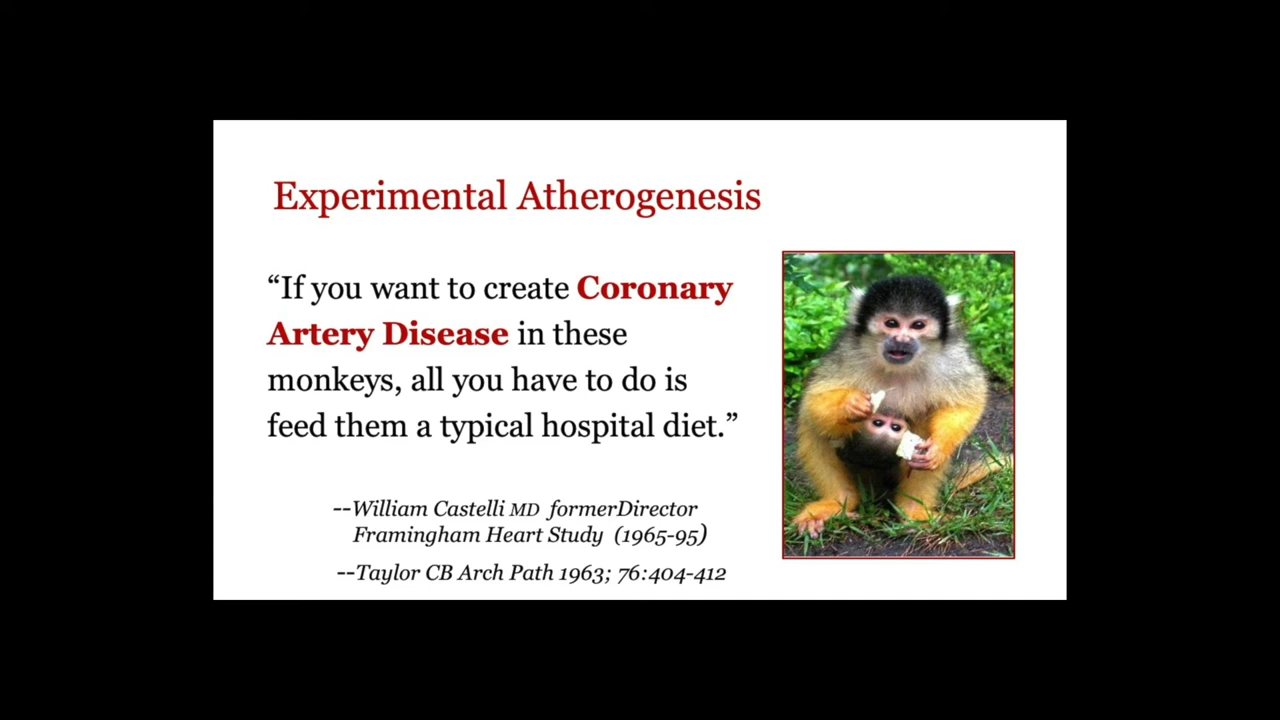 Experimental Atherogenesis
“If you want to create Coronary
Artery Disease in these
monkeys, all you have to do is
feed them a typical hospital diet.”
--William Castelli MD formerDirector
Framingham Heart Study (1965-95)
--Taylor CB Arch Path 1963; 76:404-412